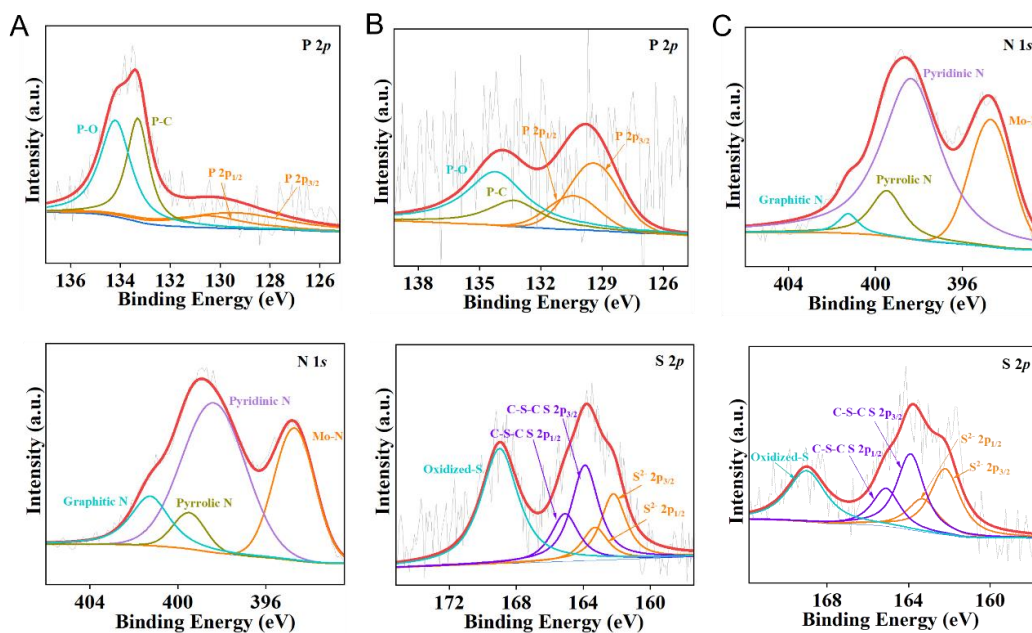 A
P 2p
P-O
P-C
P 2p1/2
P 2p3/2
Intensity (a.u.)
136 134 132 130 128 126
Binding Energy (eV)
B
P 2p
P-O
P-C
P 2p1/2
P 2p3/2
Intensity (a.u.)
138 135 132 129 126
Binding Energy (eV)
C
N 1s
Pyridinic N
Mo-
Pyrrolic N
Graphitic N
Intensity (a.u.)
404 400 396
Binding Energy (eV)
N 1s
Pyridinic N
Mo-N
Graphitic N
Pyrrolic N
Intensity (a.u.)
404 400 396
Binding Energy (eV)
S 2p
C-S-C S 2p3/2
C-S-C S 2p1/2
Oxidized-S
S2- 2p3/2
S2- 2p1/2
Intensity (a.u.)
172 168 164 160
Binding Energy (eV)
S 2p
C-S-C S 2p3/2
C-S-C S 2p1/2
S2- 2p1/2
Oxidized-S
S2- 2p3/2
Intensity (a.u.)
168 164 160
Binding Energy (eV)